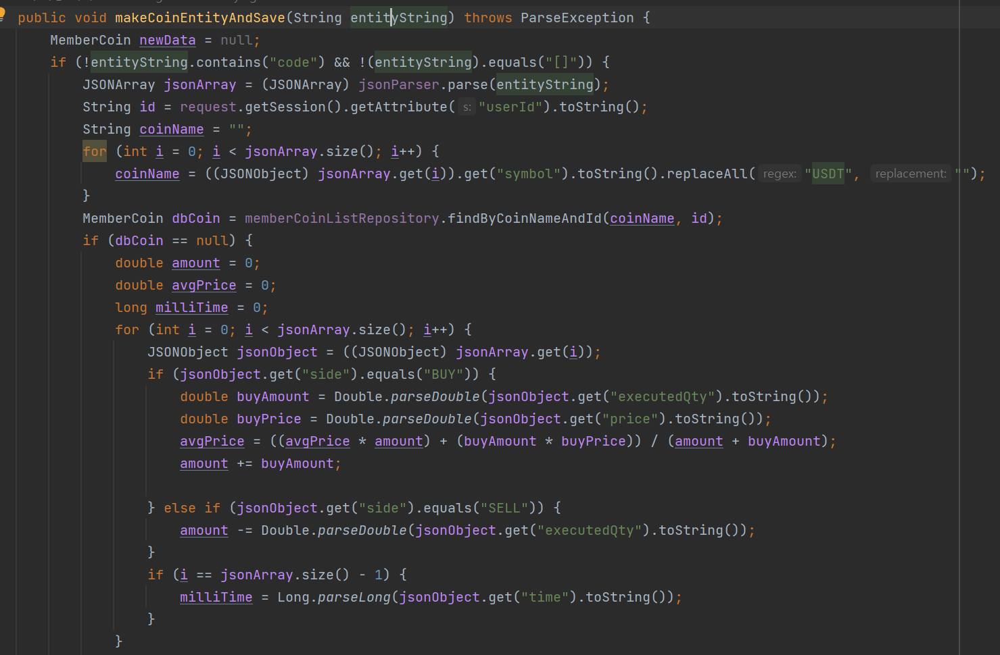 public void makeCoinEntityAndSave(String entityString) throws ParseException {
MemberCoin newData = null;
if (!entityString.contains("code") && !(entityString).equals("[]")) {
JSONArray jsonArray = (JSONArray) jsonParser.parse(entityString);
String id = request.getSession().getAttribute( s: "userId").toString();
String coinName = "";
for (int i = 0; i < jsonArray.size(); i++) {
coinName = ((JSONObject) jsonArray.get(i)).get("symbol").toString().replaceAll( regex: "USDT", replacement: "");
}
MemberCoin dbCoin = memberCoinListRepository.findByCoinNameAndId(coinName, id);
if (dbCoin == null) {
double amount = 0;
double avgPrice = 0;
long milliTime = 0;
for (int i = 0; i < jsonArray.size(); i++) {
JSONObject jsonObject = ((JSONObject) jsonArray.get(i));
if (jsonObject.get("side").equals("BUY")) {
double buyAmount = Double.parseDouble(jsonObject.get("executedQty").toString());
double buyPrice = Double.parseDouble(jsonObject.get("price").toString());
avgPrice = ((avgPrice * amount) + (buyAmount * buyPrice)) / (amount + buyAmount);
amount += buyAmount;
} else if (jsonObject.get("side").equals("SELL")) {
amount -= Double.parseDouble(jsonObject.get("executedQty").toString());
}
if (i == jsonArray.size() - 1) {
milliTime = Long.parseLong(jsonObject.get("time").toString());
}
}